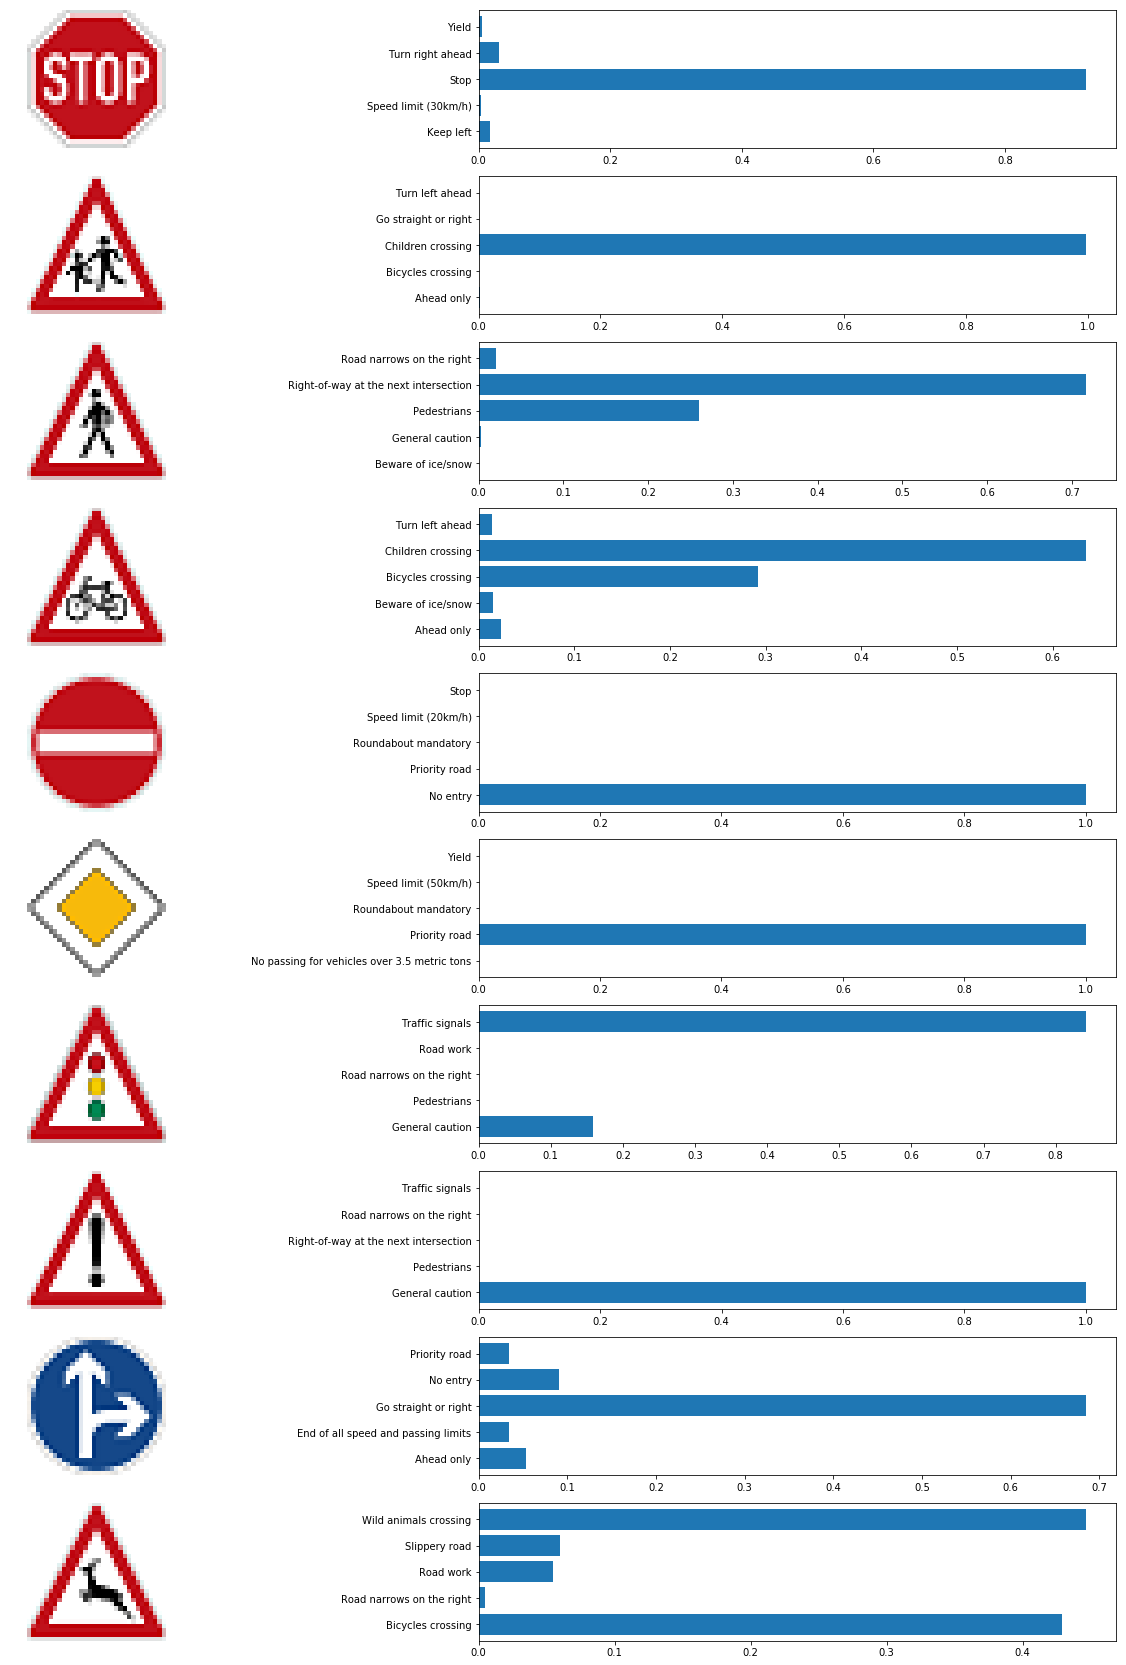 STOP
Yield
Turn right ahead
Stop
Speed limit (30km/h)
Keep left
0.0 0.2 0.4 0.6 0.8
Turn left ahead
Go straight or right
Children crossing
Bicycles crossing
Ahead only
0.0 0.2 0.4 0.6 0.8 1.0
Road narrows on the right
Right-of-way at the next intersection
Pedestrians
General caution
Beware of ice/snow
0.0 0.1 0.2 0.3 0.4 0.5 0.6 0.7
Turn left ahead
Children crossing
Bicycles crossing
Beware of ice/snow
Ahead only
0.0 0.1 0.2 0.3 0.4 0.5 0.6
Stop
Speed limit (20km/h)
Roundabout mandatory
Priority road
No entry
0.0 0.2 0.4 0.6 0.8 1.0
Yield
Speed limit (50km/h)
Roundabout mandatory
Priority road
No passing for vehicles over 3.5 metric tons
0.0 0.2 0.4 0.6 0.8 1.0
Traffic signals
Road work
Road narrows on the right
Pedestrians
General caution
0.0 0.1 0.2 0.3 0.4 0.5 0.6 0.7 0.8
Traffic signals
Road narrows on the right
Right-of-way at the next intersection
Pedestrians
General caution
0.0 0.2 0.4 0.6 0.8 1.0
Priority road
No entry
Go straight or right
End of all speed and passing limits
Ahead only
0.0 0.1 0.2 0.3 0.4 0.5 0.6 0.7
Wild animals crossing
Slippery road
Road work
Road narrows on the right
Bicycles crossing
0.0 0.1 0.2 0.3 0.4